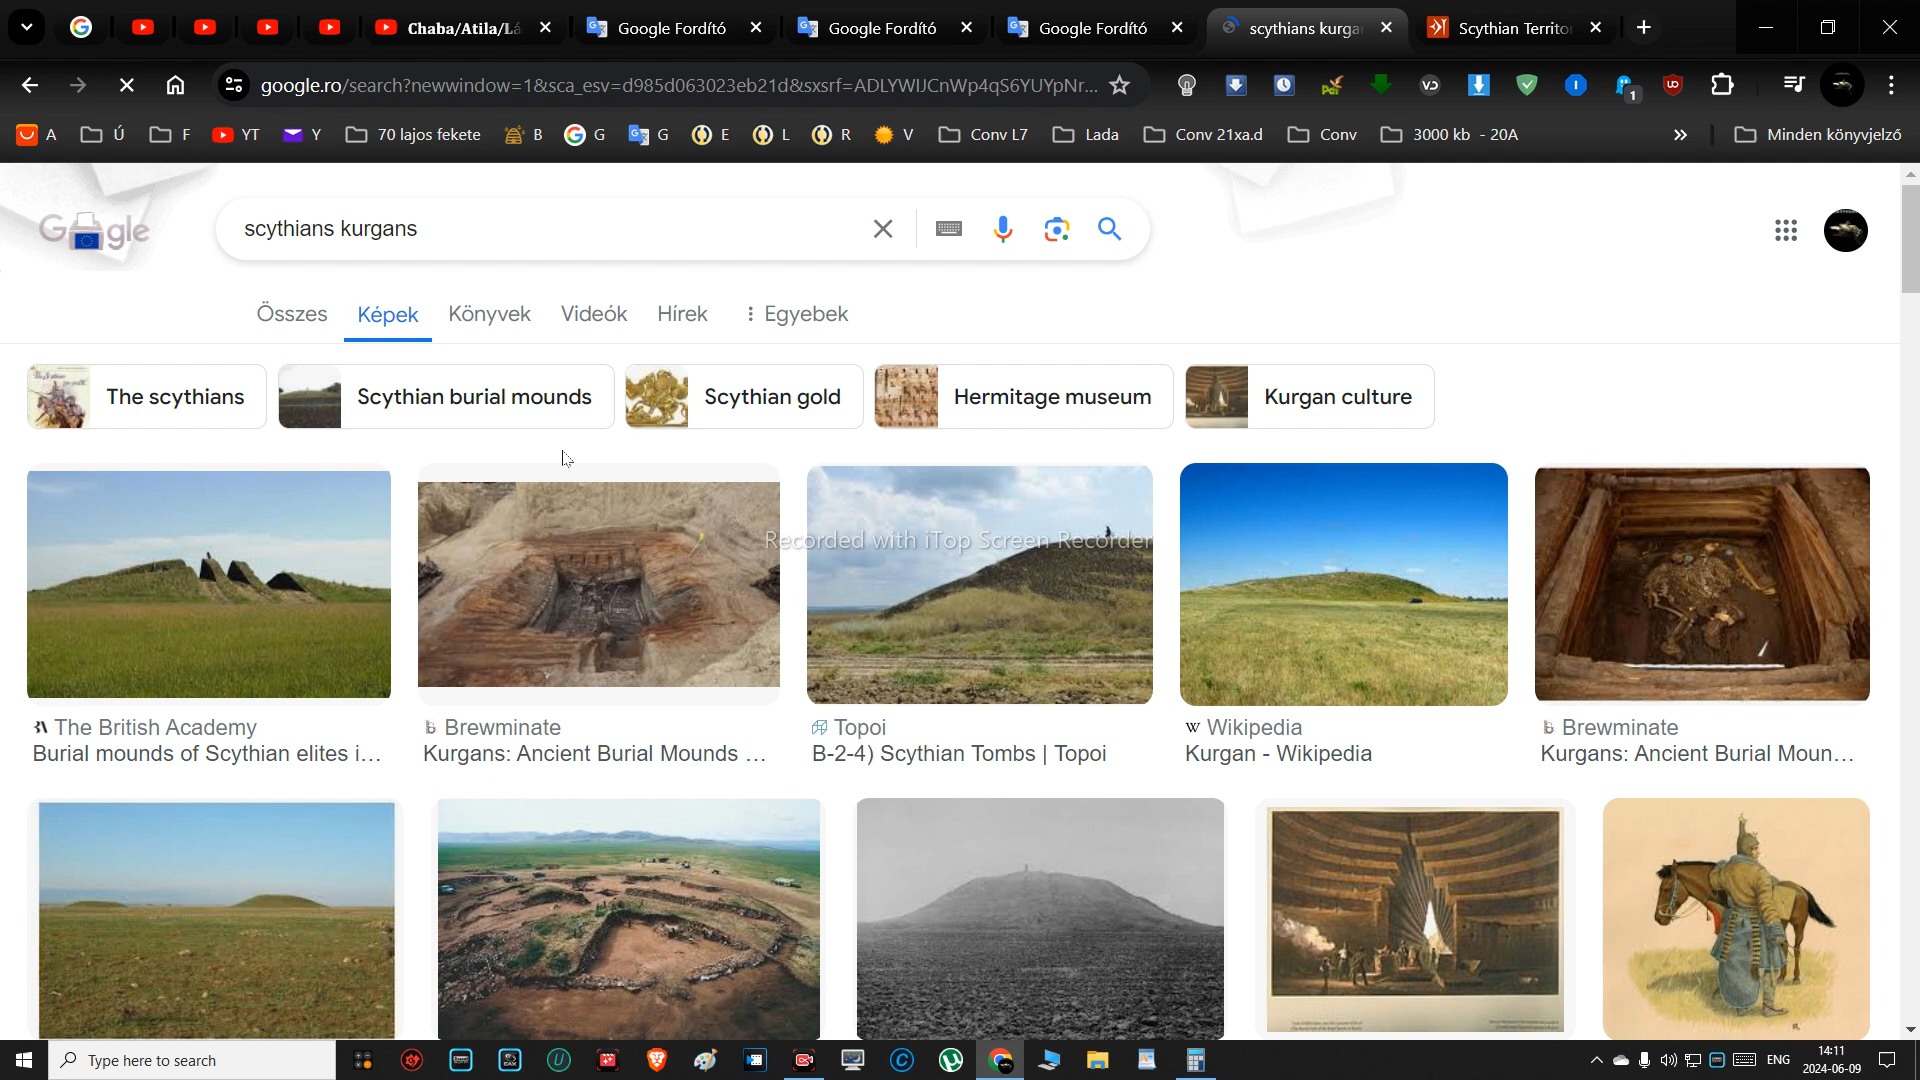 Chaba/Atila/Lá
Google Fordító
Google Fordító
Google Fordító
scythians kurga
Scythian Territo
google.ro/search?newwindow=1&sca_esv=d985d063023eb21d&sxsrf=ADLYWIJCnWp4qS6YUYpNr...
A Ú F YT Y 70 lajos fekete B G G E L R V Conv L7 Lada Conv 21xa.d Conv 3000 kb - 20A » Minden könyvjelző
Google
scythians kurgans
Összes Képek Könyvek Videók Hírek Egyebek
The scythians
Scythian burial mounds
Scythian gold
Hermitage museum
Kurgan culture
Recorded with iTop Screen Recorder
The British Academy
Burial mounds of Scythian elites i...
Brewminate
Kurgans: Ancient Burial Mounds ...
Topoi
B-2-4) Scythian Tombs | Topoi
Wikipedia
Kurgan - Wikipedia
Brewminate
Kurgans: Ancient Burial Moun...
Type here to search
ENG
14:11
2024-06-09